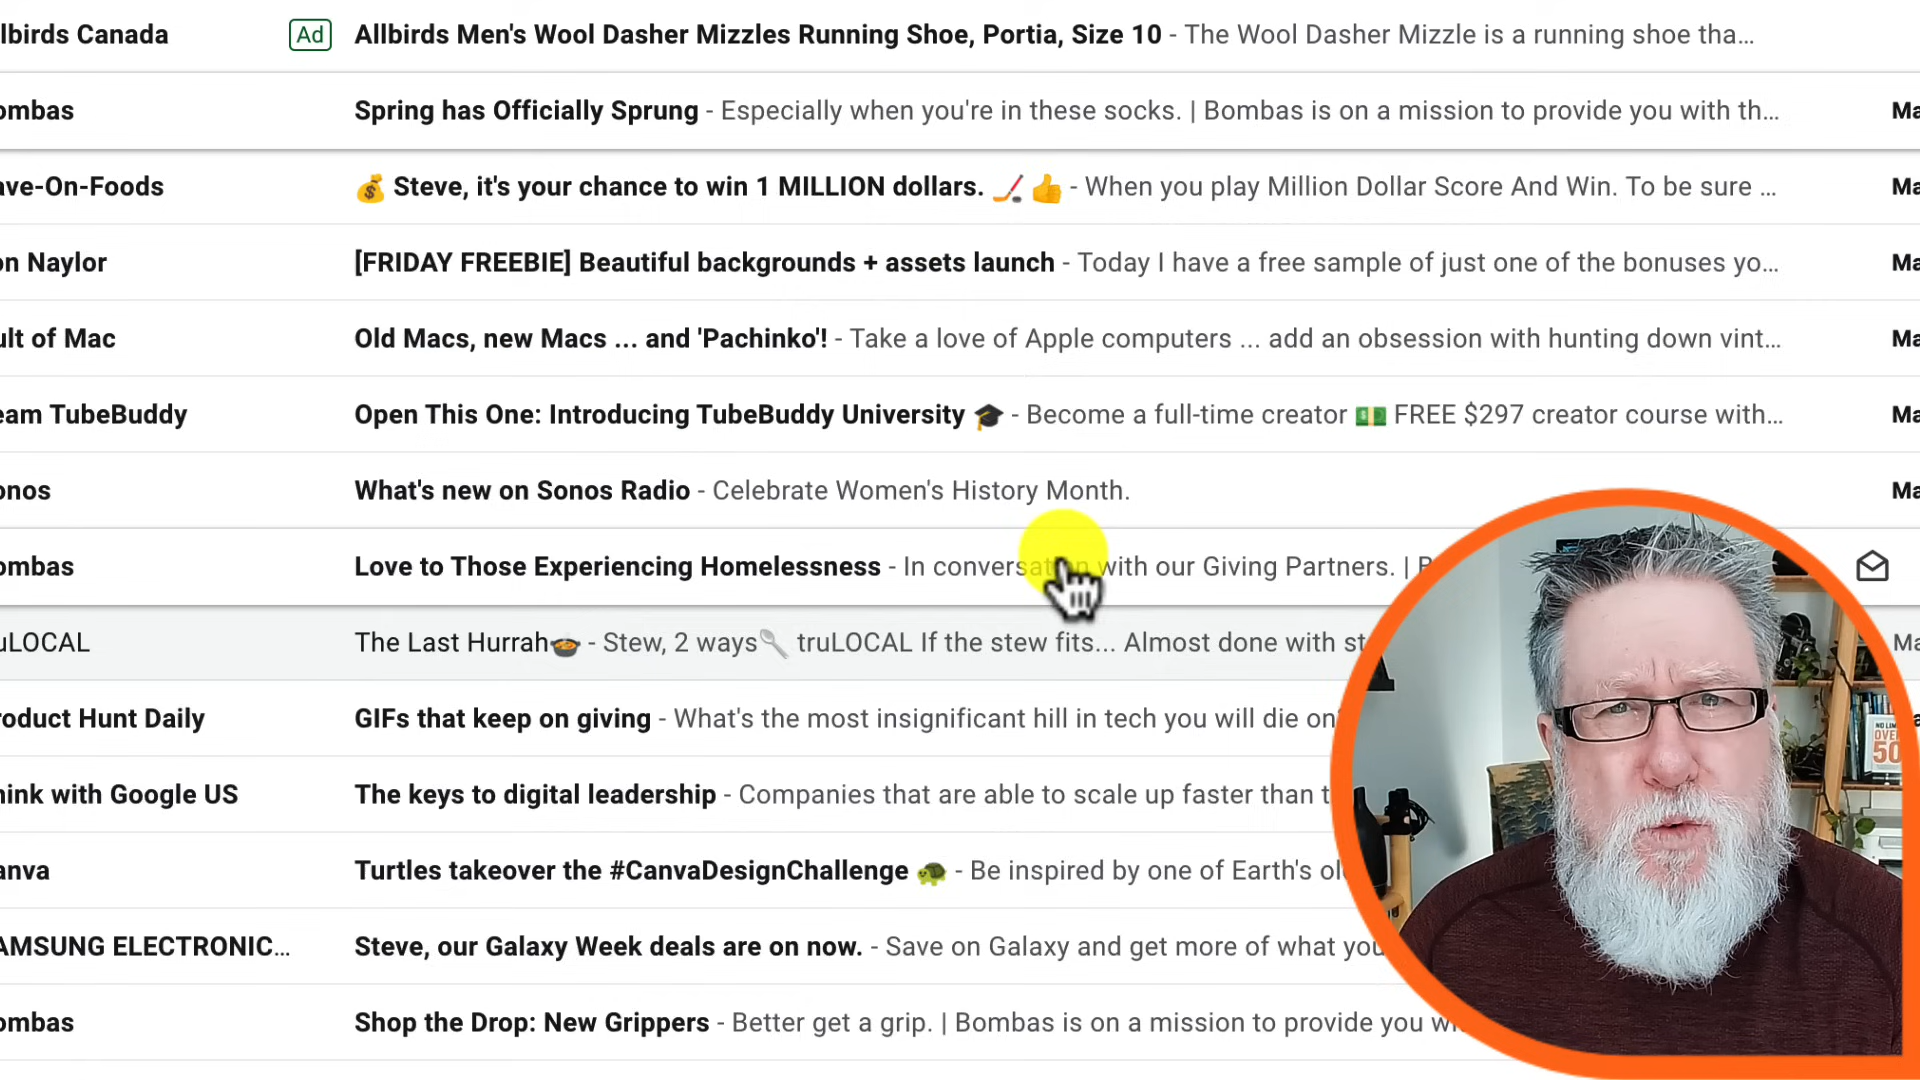 lbirds Canada Ad Allbirds Men's Wool Dasher Mizzles Running Shoe, Portia, Size 10 - The Wool Dasher Mizzle is a running shoe tha...
ombas Spring has Officially Sprung - Especially when you're in these socks. | Bombas is on a mission to provide you with th... Ma
ave-On-Foods 💰 Steve, it's your chance to win 1 MILLION dollars. 🏒 👍 - When you play Million Dollar Score And Win. To be sure ... Ma
on Naylor [FRIDAY FREEBIE] Beautiful backgrounds + assets launch - Today I have a free sample of just one of the bonuses yo... Ma
ult of Mac Old Macs, new Macs ... and 'Pachinko'! - Take a love of Apple computers ... add an obsession with hunting down vint... Ma
eam TubeBuddy Open This One: Introducing TubeBuddy University 🎓 - Become a full-time creator 💵 FREE $297 creator course with... Ma
onos What's new on Sonos Radio - Celebrate Women's History Month. Ma
ombas Love to Those Experiencing Homelessness - In conversation with our Giving Partners. |
uLOCAL The Last Hurrah🍲 - Stew, 2 ways🥄 truLOCAL If the stew fits... Almost done with st Ma
roduct Hunt Daily GIFs that keep on giving - What's the most insignificant hill in tech you will die on
hink with Google US The keys to digital leadership - Companies that are able to scale up faster than t
anva Turtles takeover the #CanvaDesignChallenge 🐢 - Be inspired by one of Earth's ol
AMSUNG ELECTRONIC... Steve, our Galaxy Week deals are on now. - Save on Galaxy and get more of what you
ombas Shop the Drop: New Grippers - Better get a grip. | Bombas is on a mission to provide you w
NO LIM
OVER
50